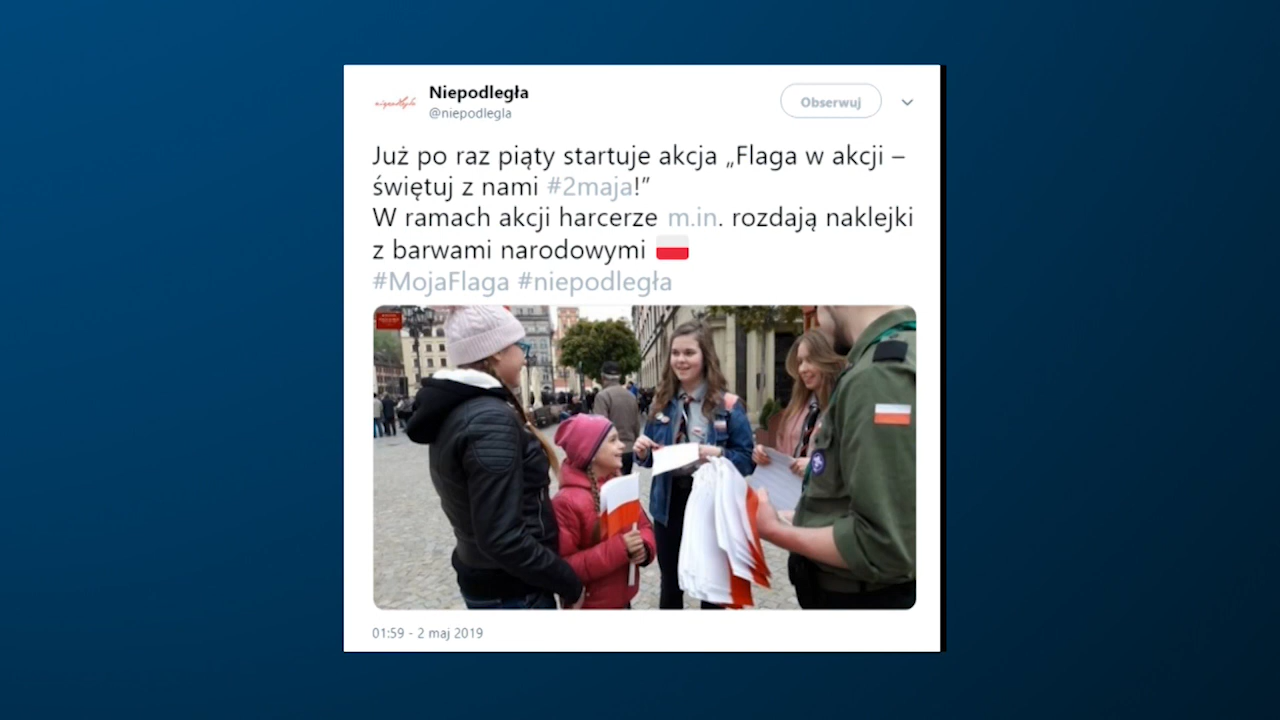 Niepodległa
@niepodlegla
Obserwuj
Już po raz piąty startuje akcja „Flaga w akcji –
świętuj z nami #2maja!”
W ramach akcji harcerze m.in. rozdają naklejki
z barwami narodowymi
#MojaFlaga #niepodległa
01:59 - 2 maj 2019